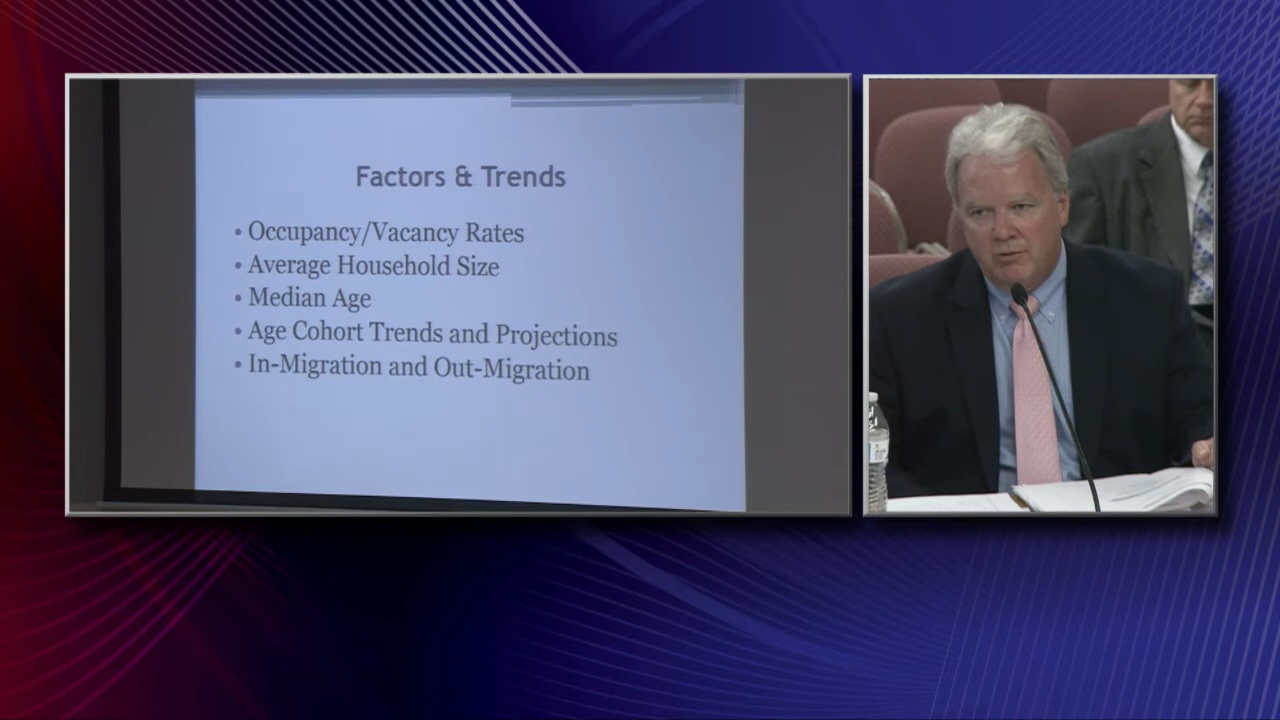 Factors & Trends
• Occupancy/Vacancy Rates
• Average Household Size
• Median Age
• Age Cohort Trends and Projections
• In-Migration and Out-Migration